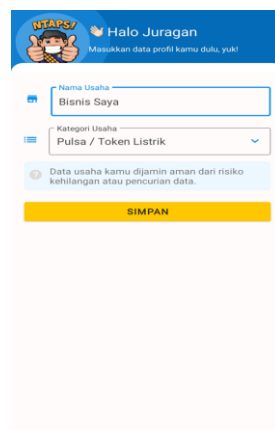 NTAPS!
👋 Halo Juragan
Masukkan data profil kamu dulu, yuk!
Nama Usaha
Bisnis Saya
Kategori Usaha
Pulsa / Token Listrik
Data usaha kamu dijamin aman dari risiko
kehilangan atau pencurian data.
SIMPAN